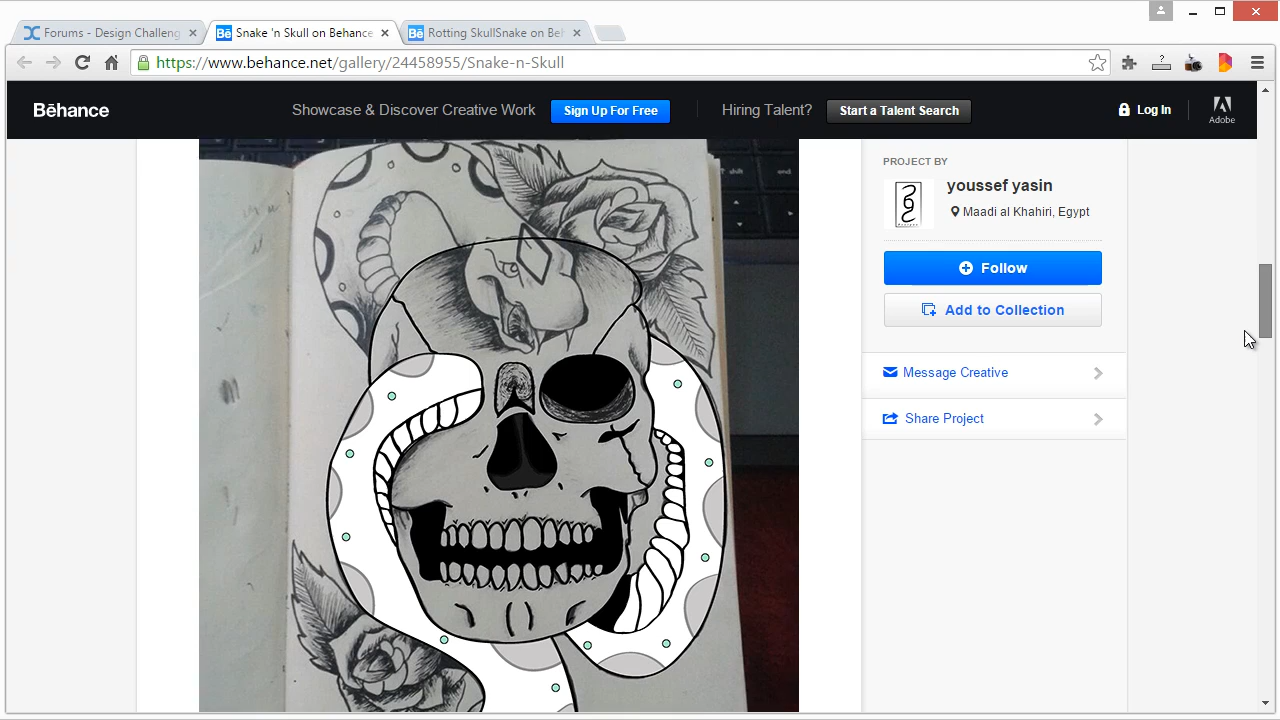 Forums - Design Challeng
Snake 'n Skull on Behance
Rotting SkullSnake on Be
https://www.behance.net/gallery/24458955/Snake-n-Skull
Bēhance
Showcase & Discover Creative Work
Sign Up For Free
Hiring Talent?
Start a Talent Search
Log In
Adobe
shift
end
PROJECT BY
youssef yasin
Maadi al Khahiri, Egypt
Follow
Add to Collection
Message Creative
Share Project